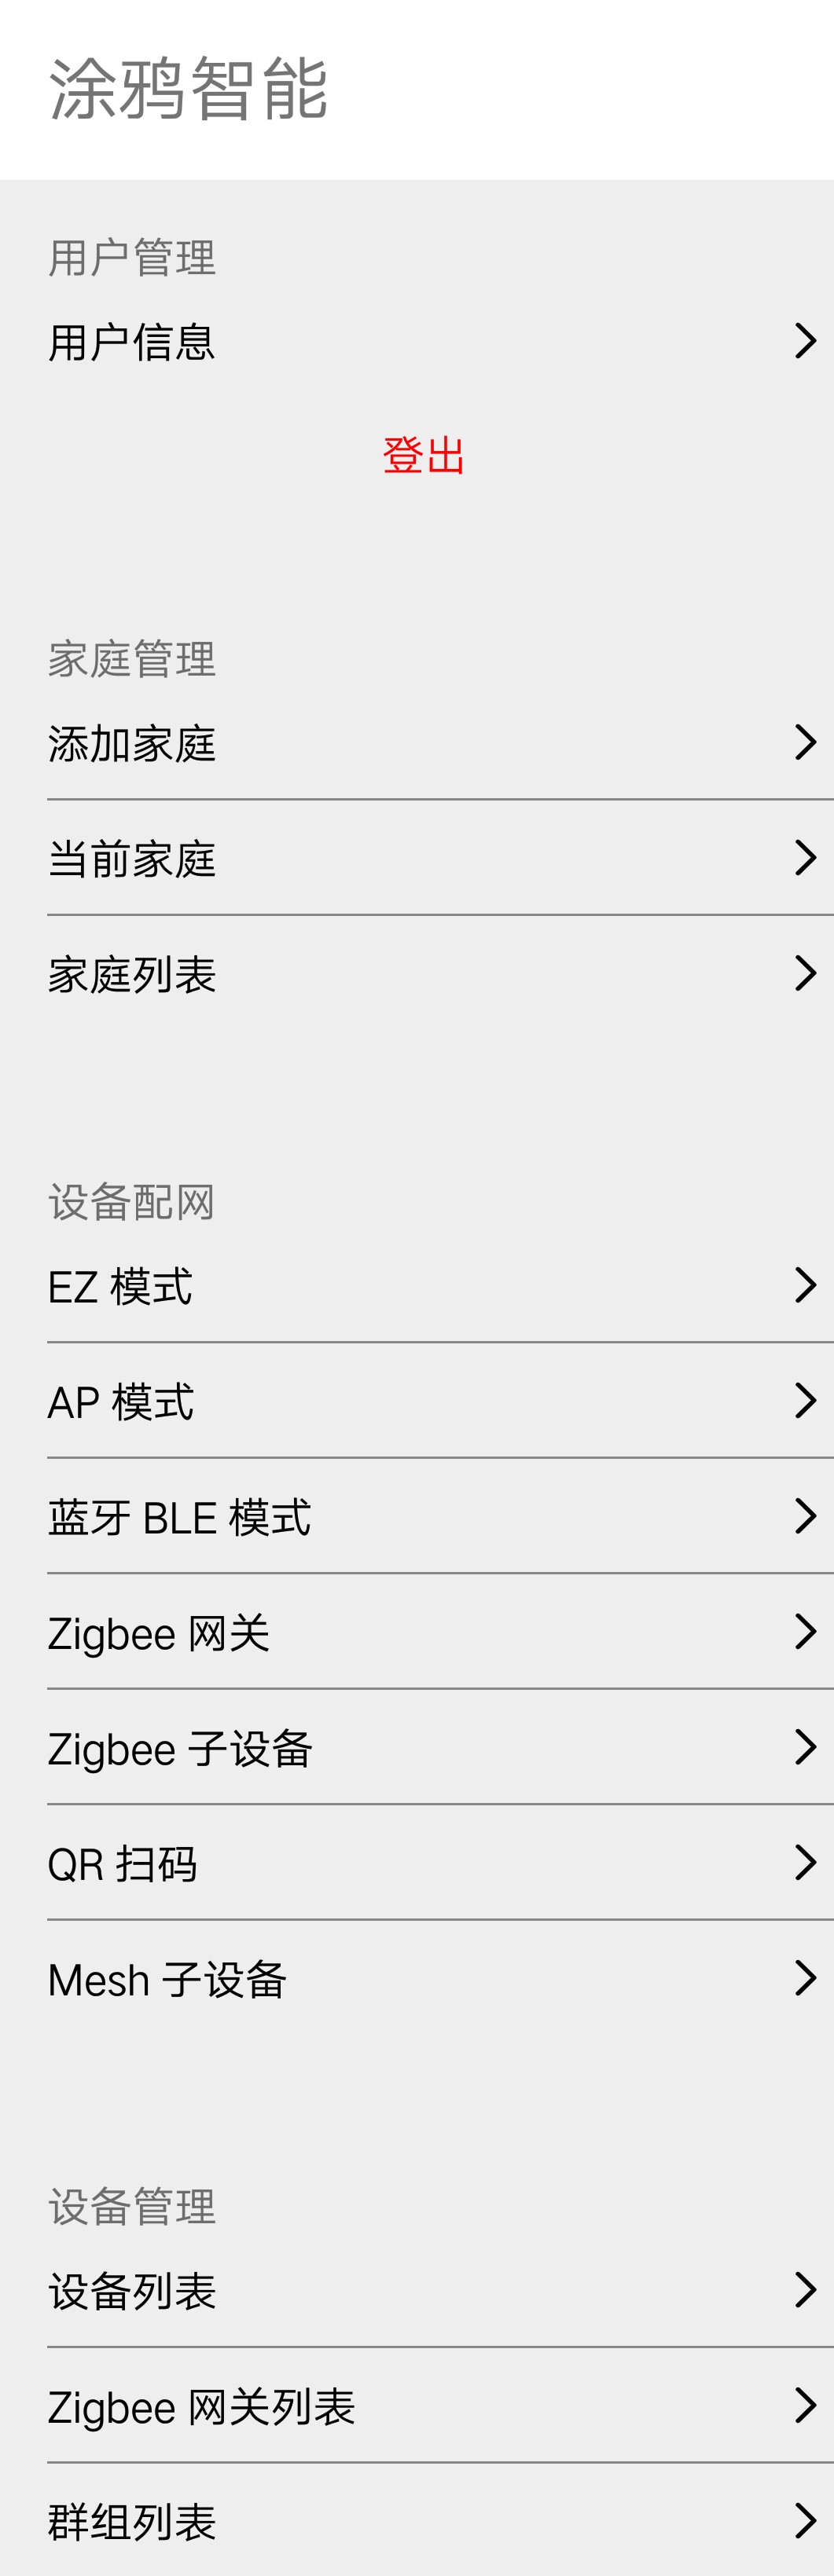 涂鸦智能
用户管理
用户信息
登出
家庭管理
添加家庭
当前家庭
家庭列表
设备配网
EZ 模式
AP 模式
蓝牙 BLE 模式
Zigbee 网关
Zigbee 子设备
QR 扫码
Mesh 子设备
设备管理
设备列表
Zigbee 网关列表
群组列表